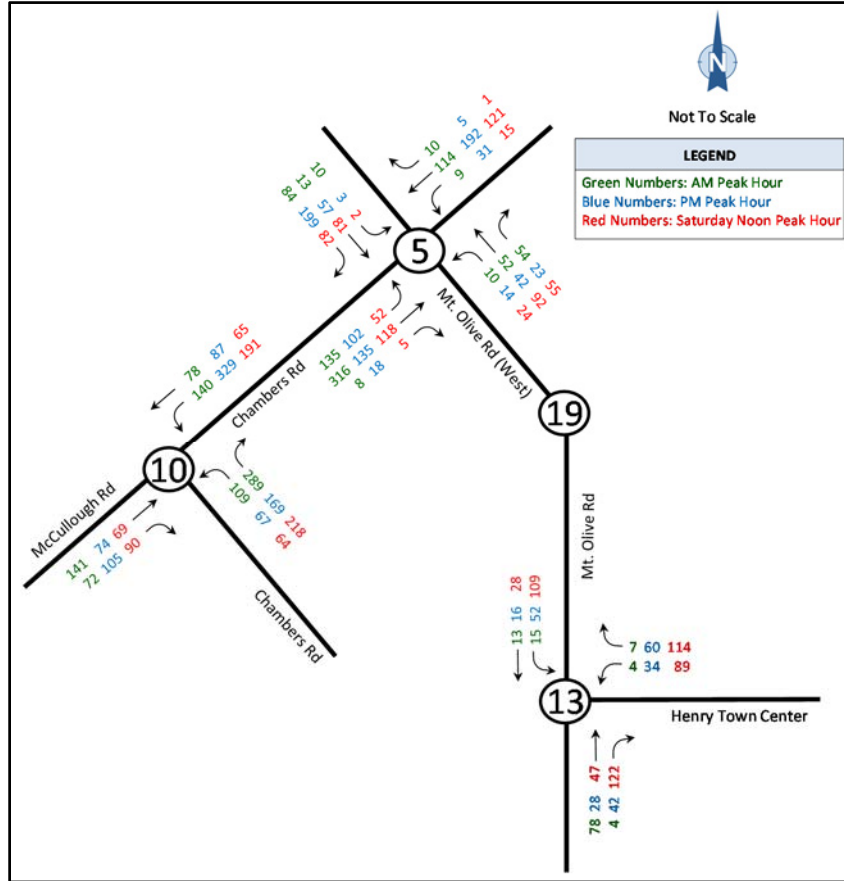 N
Not To Scale
LEGEND
Green Numbers: AM Peak Hour
Blue Numbers: PM Peak Hour
Red Numbers: Saturday Noon Peak Hour
10 5 1
114 192 121
9 31 15
10 3 2
13 57 81
84 199 82
5
54 23 55
52 42 92
10 14 24
135 102 52
316 135 118
8 18 5
Mt. Olive Rd (West)
Chambers Rd
78 87 65
140 329 191
19
10
289 169 218
109 67 64
McCullough Rd
141 74 69
72 105 90
Chambers Rd
Mt. Olive Rd
13 16 28
15 52 109
7 60 114
4 34 89
13
Henry Town Center
78 28 47
4 42 122